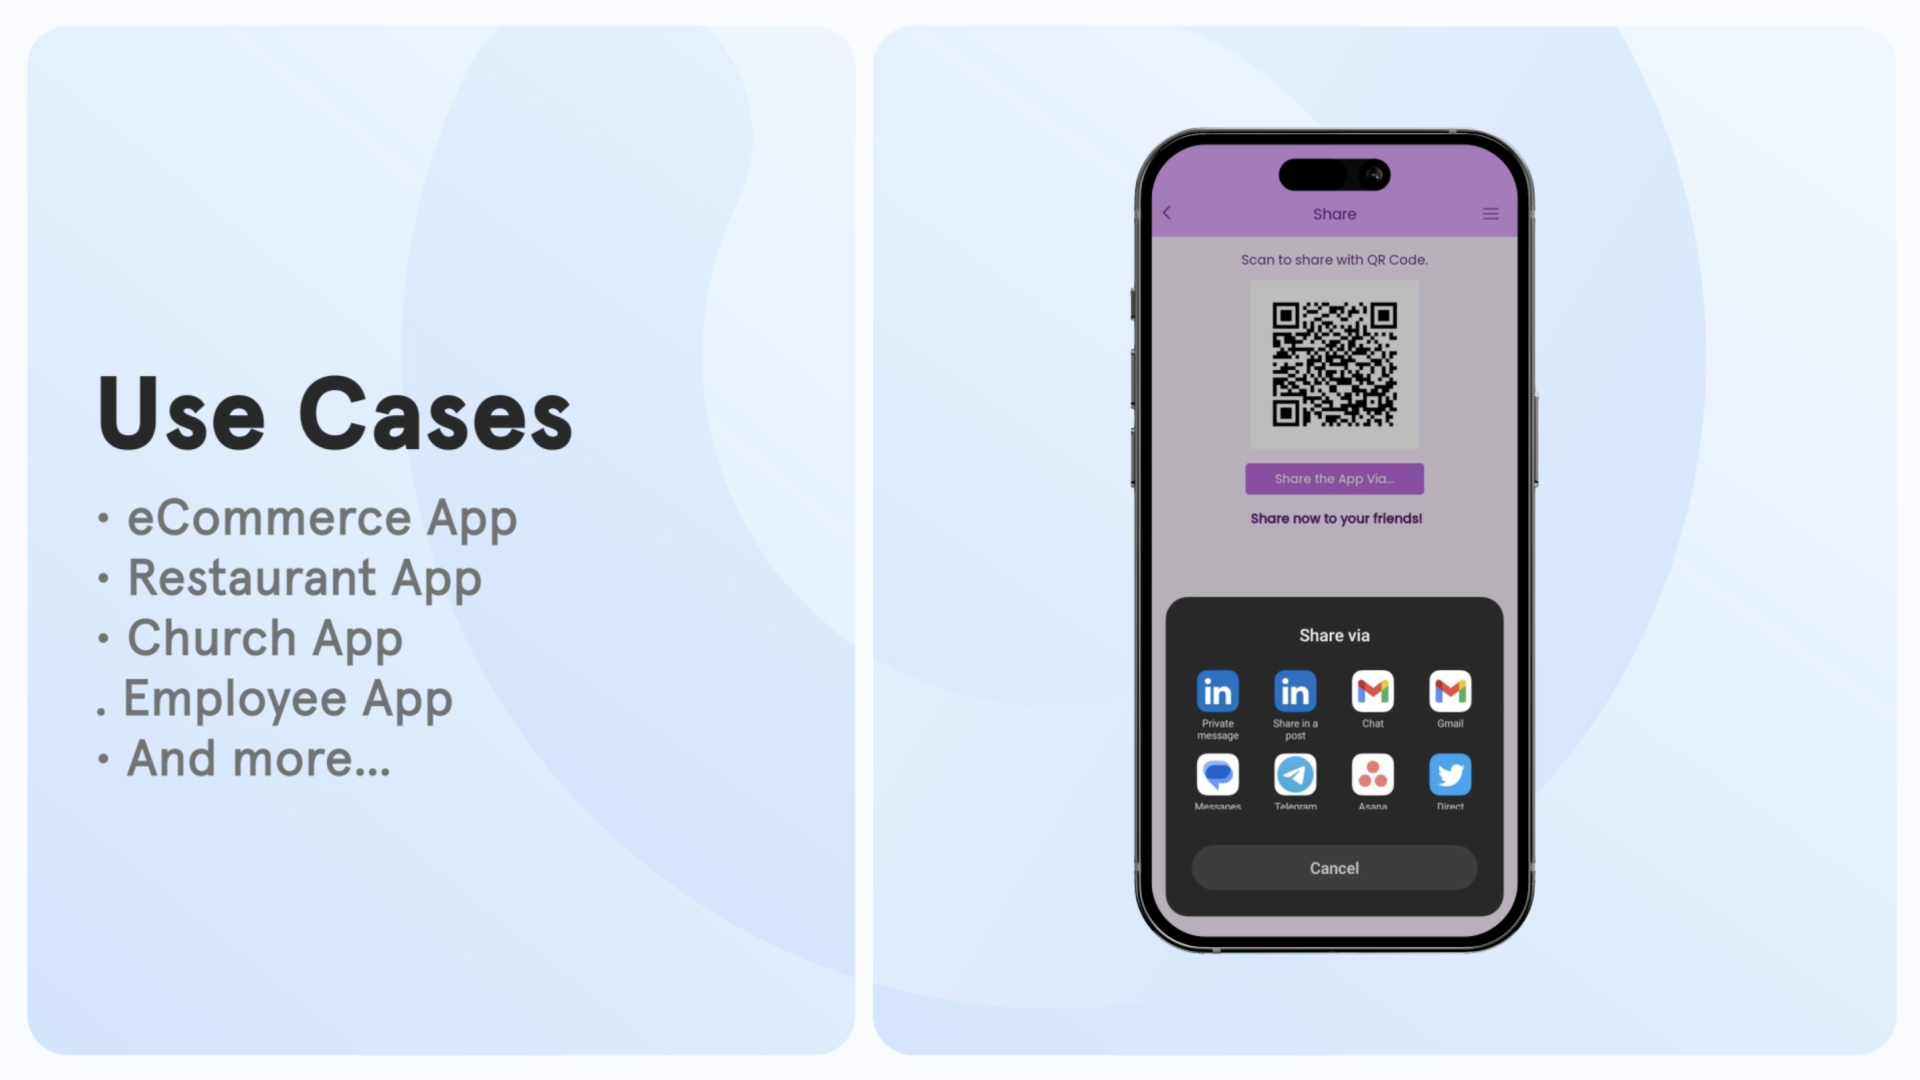 Use Cases
• eCommerce App
• Restaurant App
• Church App
. Employee App
• And more...
Share
Scan to share with QR Code.
Share the App Via...
Share now to your friends!
Share via
in in
Private Share in a Chat Gmail
message post
Messages Telegram Asana Direct
Cancel